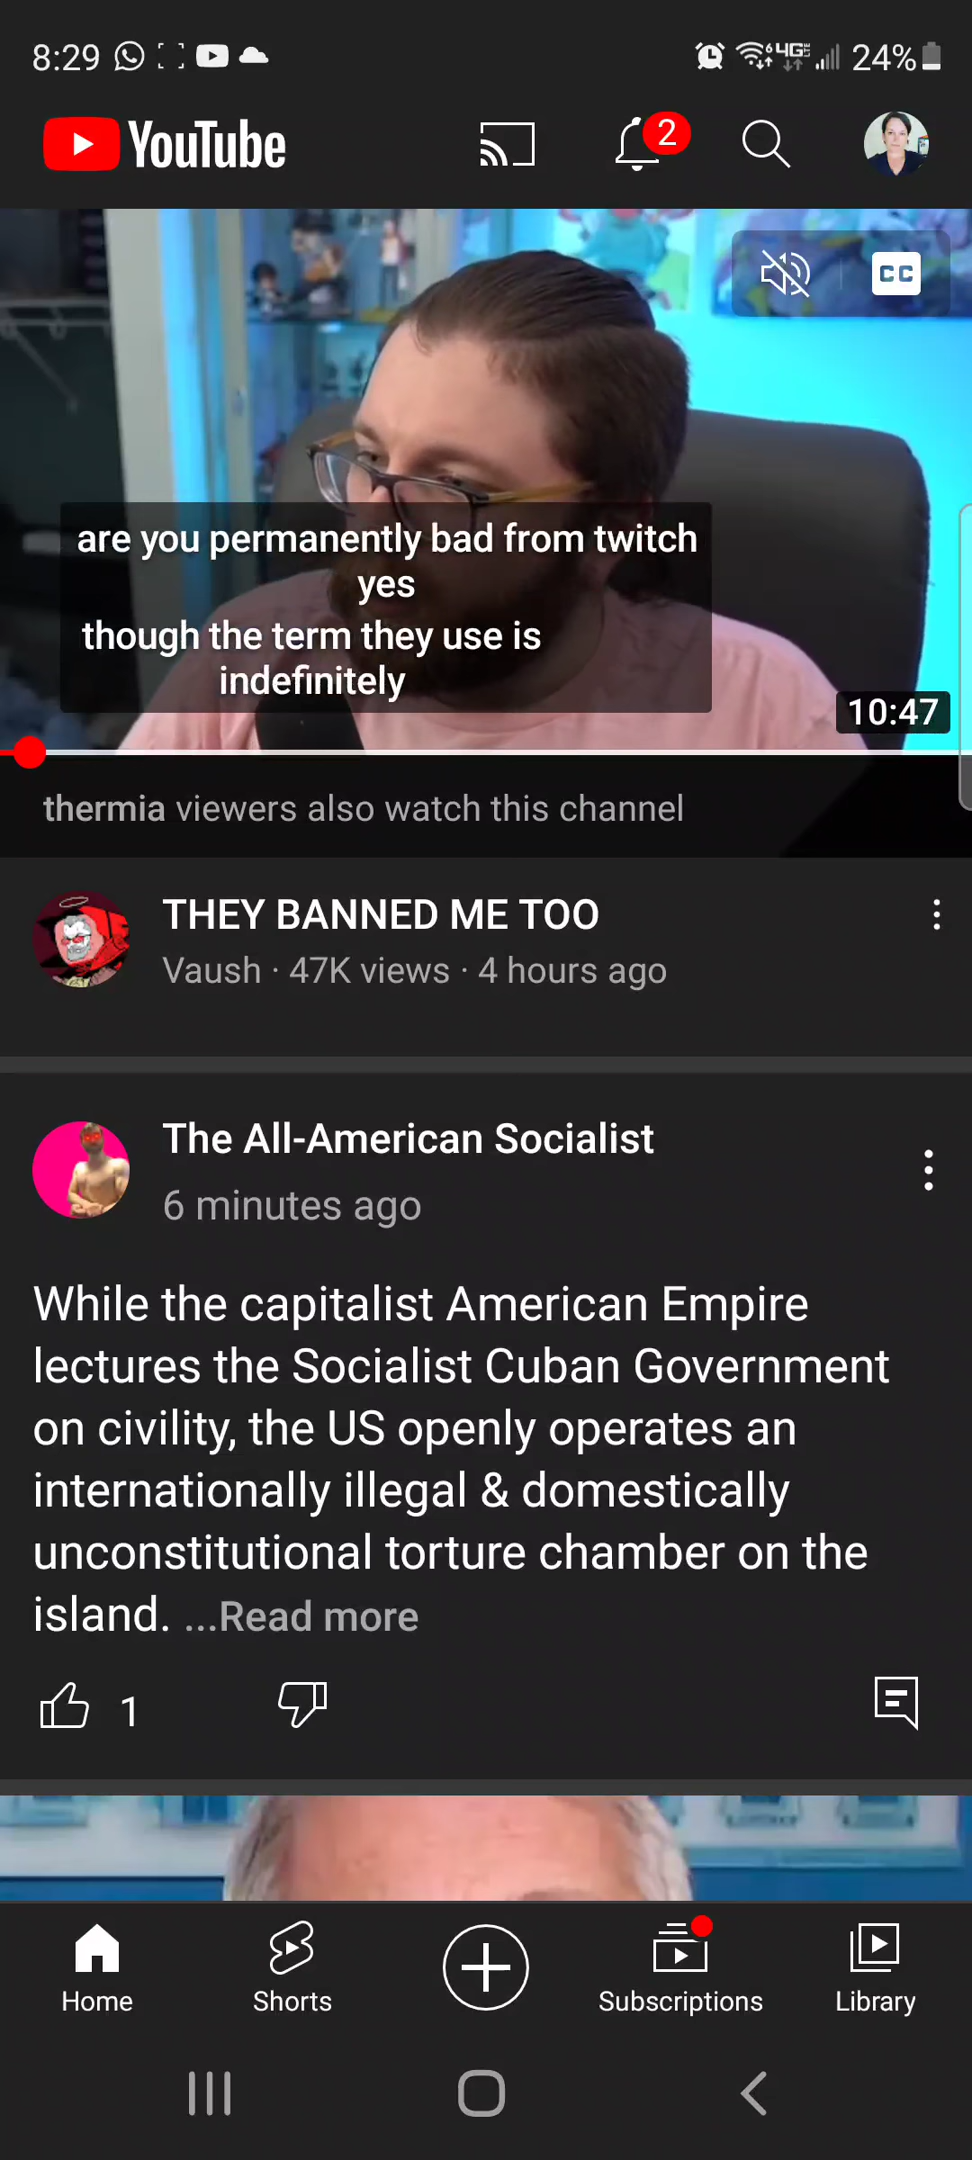 8:29
4G 24%
YouTube
2
CC
are you permanently bad from twitch
yes
though the term they use is
indefinitely
10:47
thermia viewers also watch this channel
THEY BANNED ME TOO
Vaush · 47K views · 4 hours ago
The All-American Socialist
6 minutes ago
While the capitalist American Empire
lectures the Socialist Cuban Government
on civility, the US openly operates an
internationally illegal & domestically
unconstitutional torture chamber on the
island. ...Read more
1
Home
Shorts
Subscriptions
Library